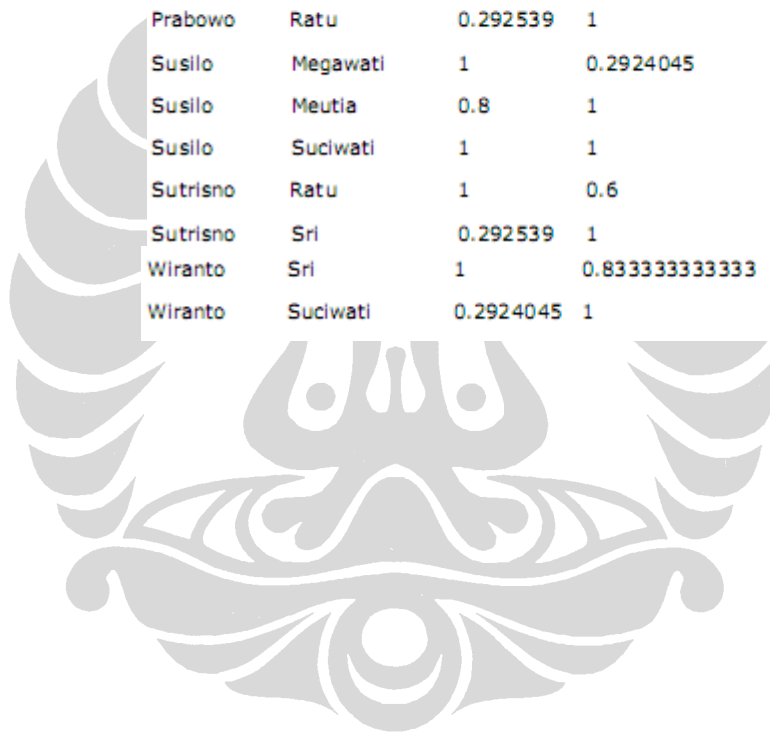 Prabowo Ratu 0.292539 1
Susilo Megawati 1 0.2924045
Susilo Meutia 0.8 1
Susilo Suciwati 1 1
Sutrisno Ratu 1 0.6
Sutrisno Sri 0.292539 1
Wiranto Sri 1 0.833333333333
Wiranto Suciwati 0.2924045 1